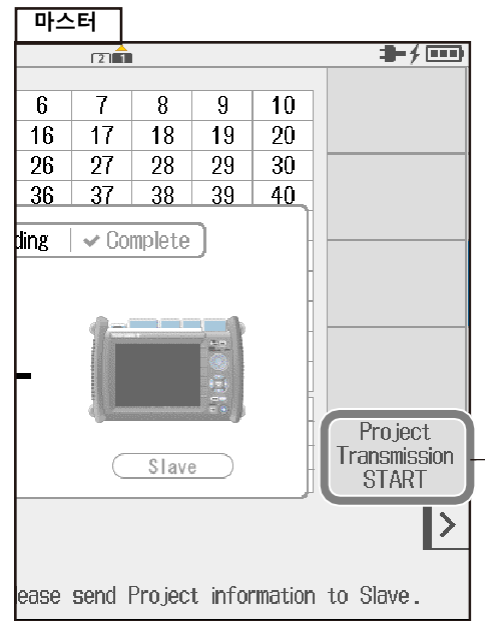 마스터
2 1
6 7 8 9 10
16 17 18 19 20
26 27 28 29 30
36 37 38 39 40
ding ✔ Complete
Slave
Project
Transmission
START
>
ease send Project information to Slave.